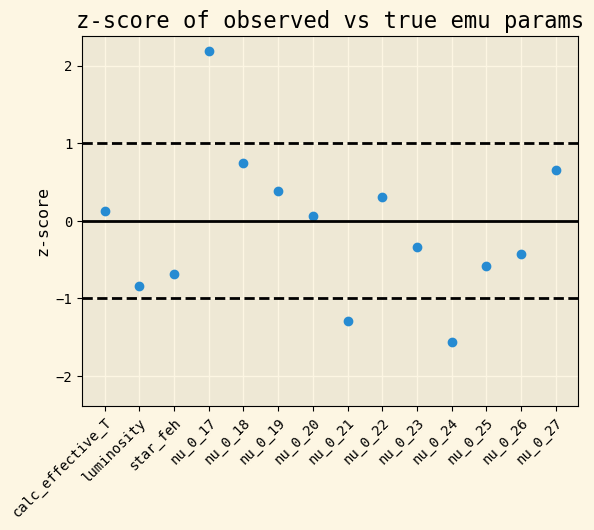 z-score of observed vs true emu params
z-score
2
1
0
−1
−2
calc_effective_T
luminosity
star_feh
nu_0_17
nu_0_18
nu_0_19
nu_0_20
nu_0_21
nu_0_22
nu_0_23
nu_0_24
nu_0_25
nu_0_26
nu_0_27